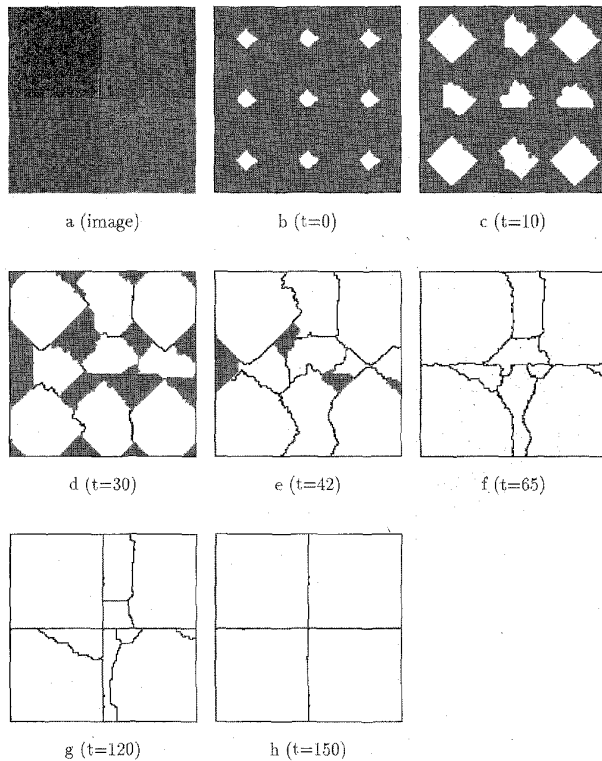 a (image)
b (t=0)
c (t=10)
d (t=30)
e (t=42)
f (t=65)
g (t=120)
h (t=150)